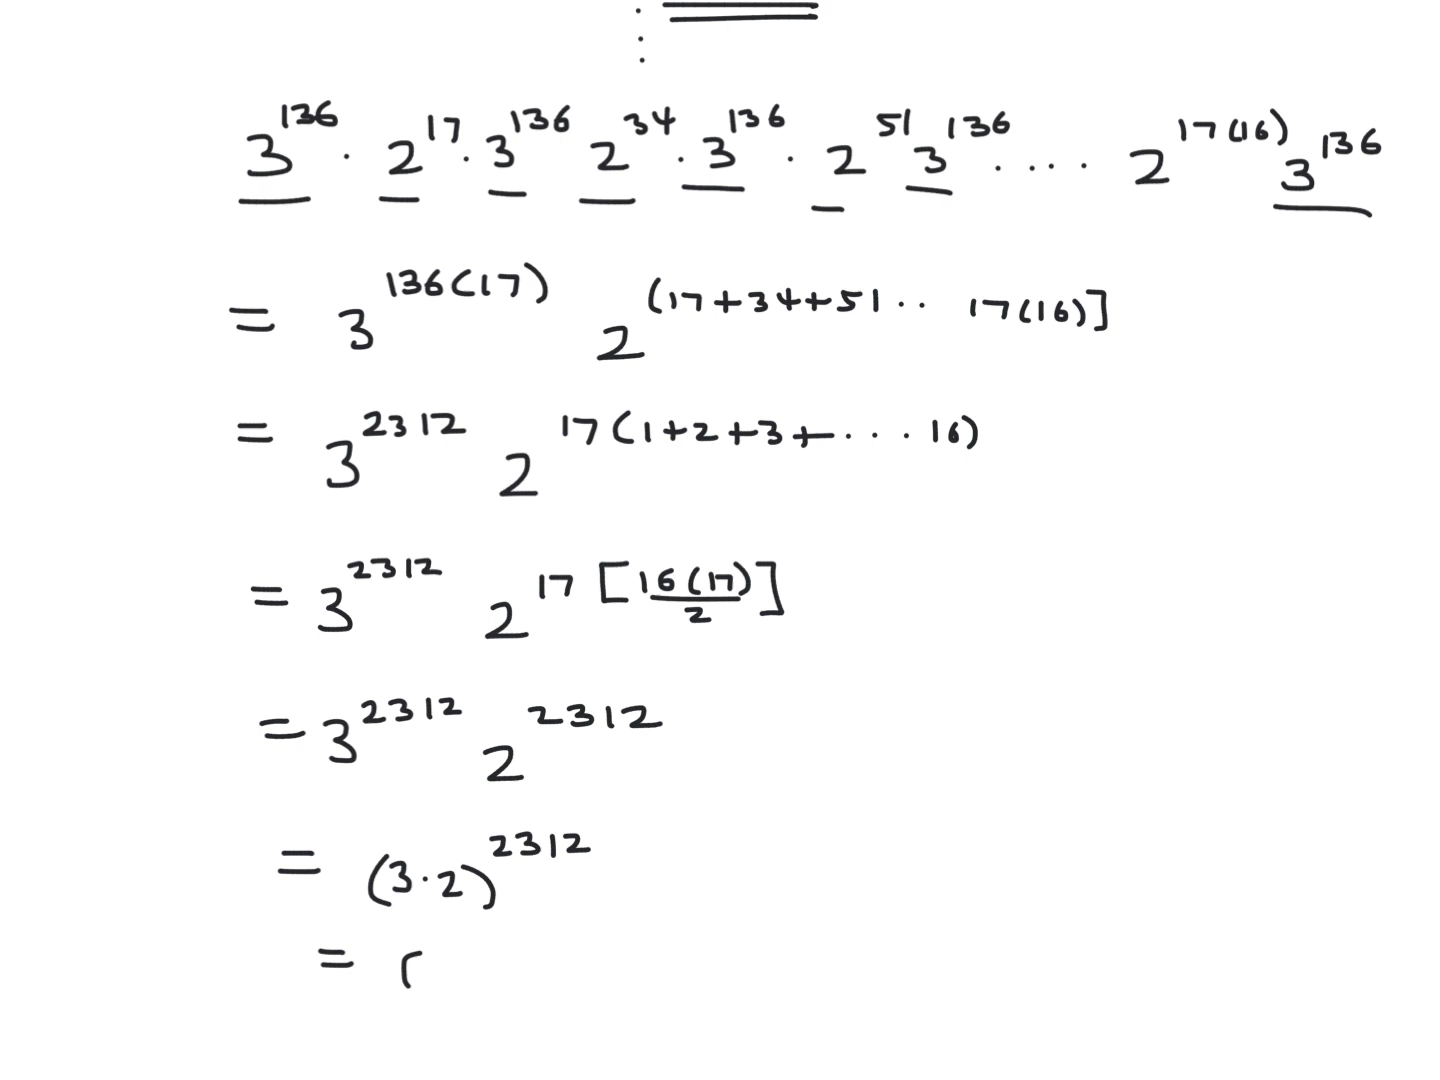 3^136 · 2^17 · 3^136 2^34 · 3^136 · 2^51 3^136 · · · · 2^17(16) 3^136
= 3^136(17) 2^(17+34+51·· 17(16)]
= 3^2312 2^17(1+2+3+··· 16)
= 3^2312 2^17[16(17)/2]
= 3^2312 2^2312
= (3·2)^2312
=